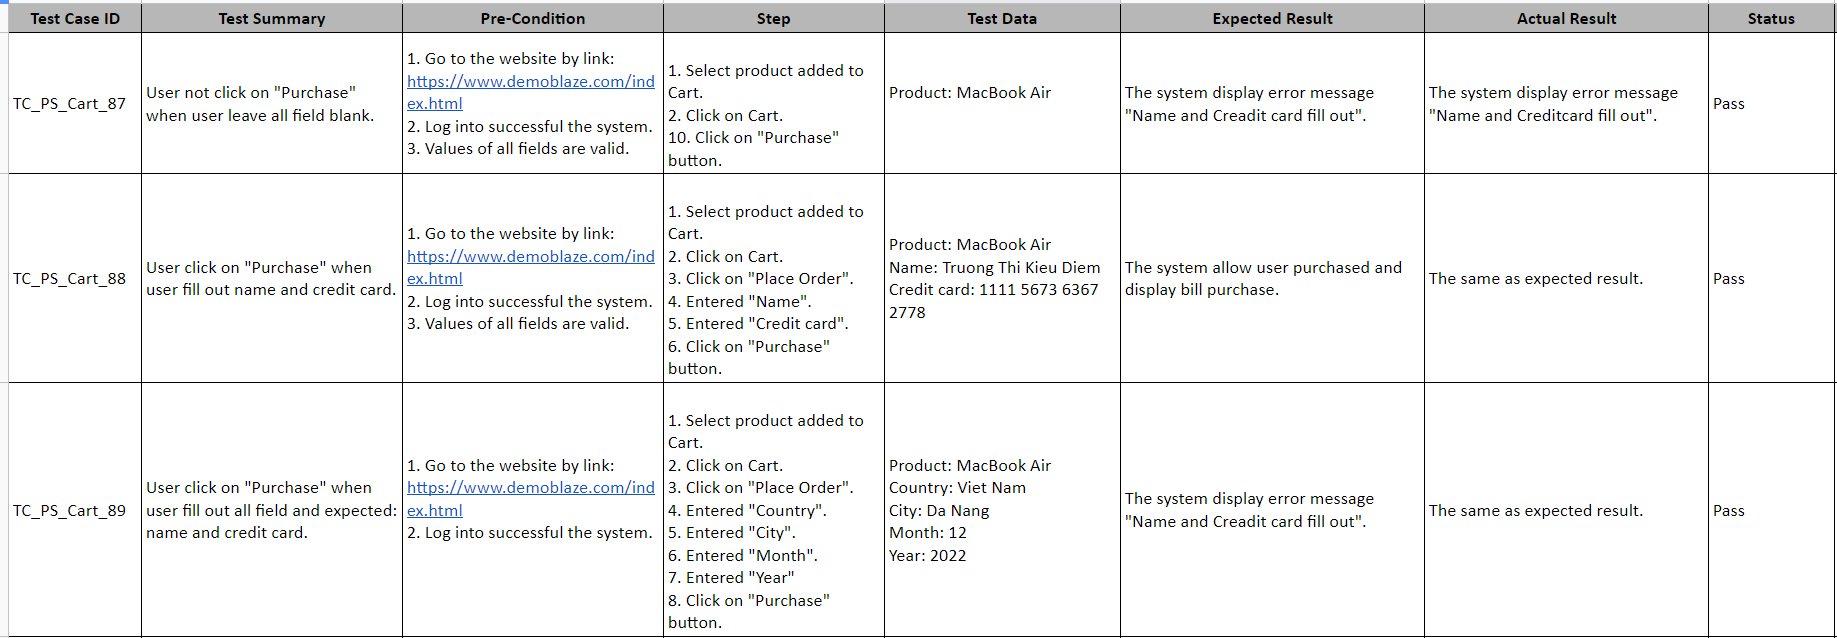 Test Case ID
Test Summary
Pre-Condition
Step
Test Data
Expected Result
Actual Result
Status
TC_PS_Cart_87
User not click on "Purchase"
when user leave all field blank.
1. Go to the website by link:
https://www.demoblaze.com/ind
ex.html
2. Log into successful the system.
3. Values of all fields are valid.
1. Select product added to
Cart.
2. Click on Cart.
10. Click on "Purchase"
button.
Product: MacBook Air
The system display error message
"Name and Creadit card fill out".
The system display error message
"Name and Creditcard fill out".
Pass
TC_PS_Cart_88
User click on "Purchase" when
user fill out name and credit card.
1. Go to the website by link:
https://www.demoblaze.com/ind
ex.html
2. Log into successful the system.
3. Values of all fields are valid.
1. Select product added to
Cart.
2. Click on Cart.
3. Click on "Place Order".
4. Entered "Name".
5. Entered "Credit card".
6. Click on "Purchase"
button.
Product: MacBook Air
Name: Truong Thi Kieu Diem
Credit card: 1111 5673 6367
2778
The system allow user purchased and
display bill purchase.
The same as expected result.
Pass
TC_PS_Cart_89
User click on "Purchase" when
user fill out all field and expected:
name and credit card.
1. Go to the website by link:
https://www.demoblaze.com/ind
ex.html
2. Log into successful the system.
1. Select product added to
Cart.
2. Click on Cart.
3. Click on "Place Order".
4. Entered "Country".
5. Entered "City".
6. Entered "Month".
7. Entered "Year"
8. Click on "Purchase"
button.
Product: MacBook Air
Country: Viet Nam
City: Da Nang
Month: 12
Year: 2022
The system display error message
"Name and Creadit card fill out".
The same as expected result.
Pass